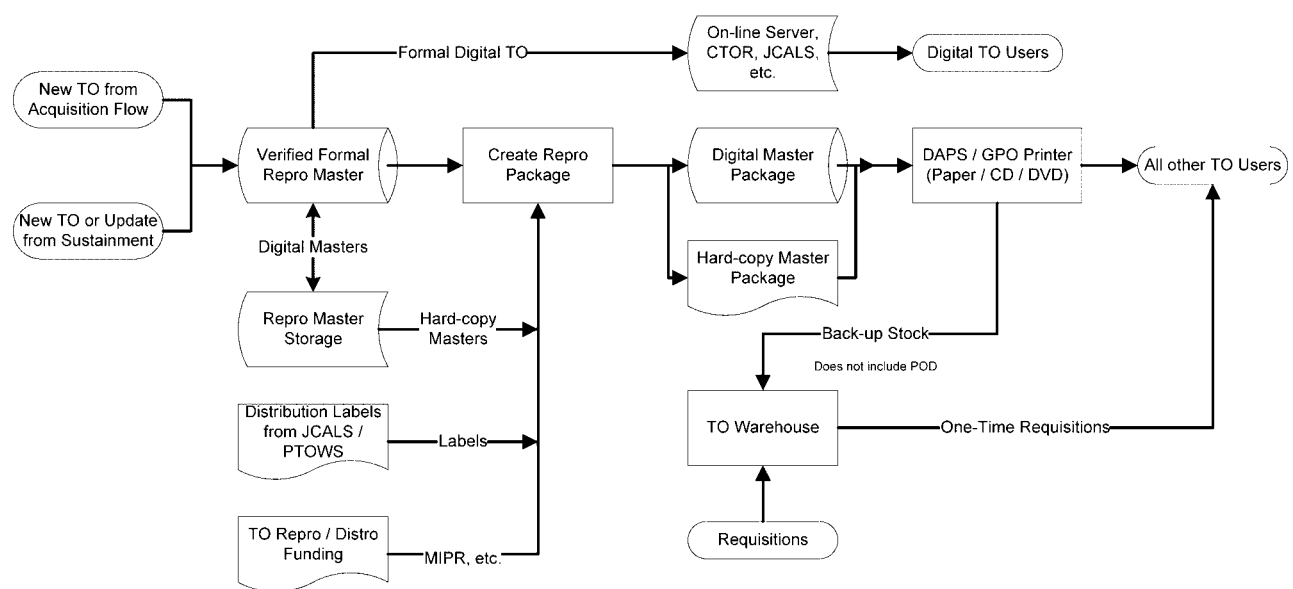 Formal Digital TO
On-line Server,
CTOR, JCALS,
etc.
Digital TO Users
New TO from
Acquisition Flow
Verified Formal
Repro Master
Create Repro
Package
Digital Master
Package
DAPS / GPO Printer
(Paper / CD / DVD)
All other TO Users
New TO or Update
from Sustainment
Digital Masters
Hard-copy Master
Package
Repro Master
Storage
Hard-copy
Masters
Back-up Stock
Does not include POD
Distribution Labels
from JCALS /
PTOWS
Labels
TO Warehouse
One-Time Requisitions
TO Repro / Distro
Funding
MIPR, etc.
Requisitions